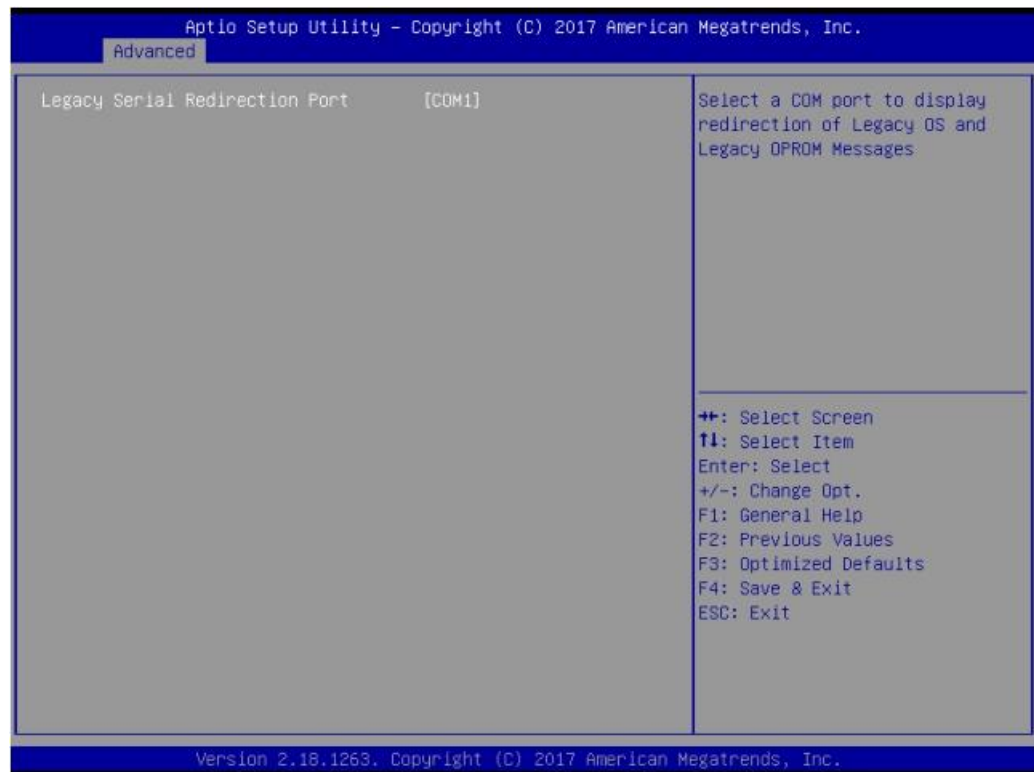 Aptio Setup Utility – Copyright (C) 2017 American Megatrends, Inc.
Advanced
Legacy Serial Redirection Port [COM1]
Select a COM port to display
redirection of Legacy OS and
Legacy OPROM Messages
→←: Select Screen
↑↓: Select Item
Enter: Select
+/-: Change Opt.
F1: General Help
F2: Previous Values
F3: Optimized Defaults
F4: Save & Exit
ESC: Exit
Version 2.18.1263. Copyright (C) 2017 American Megatrends, Inc.